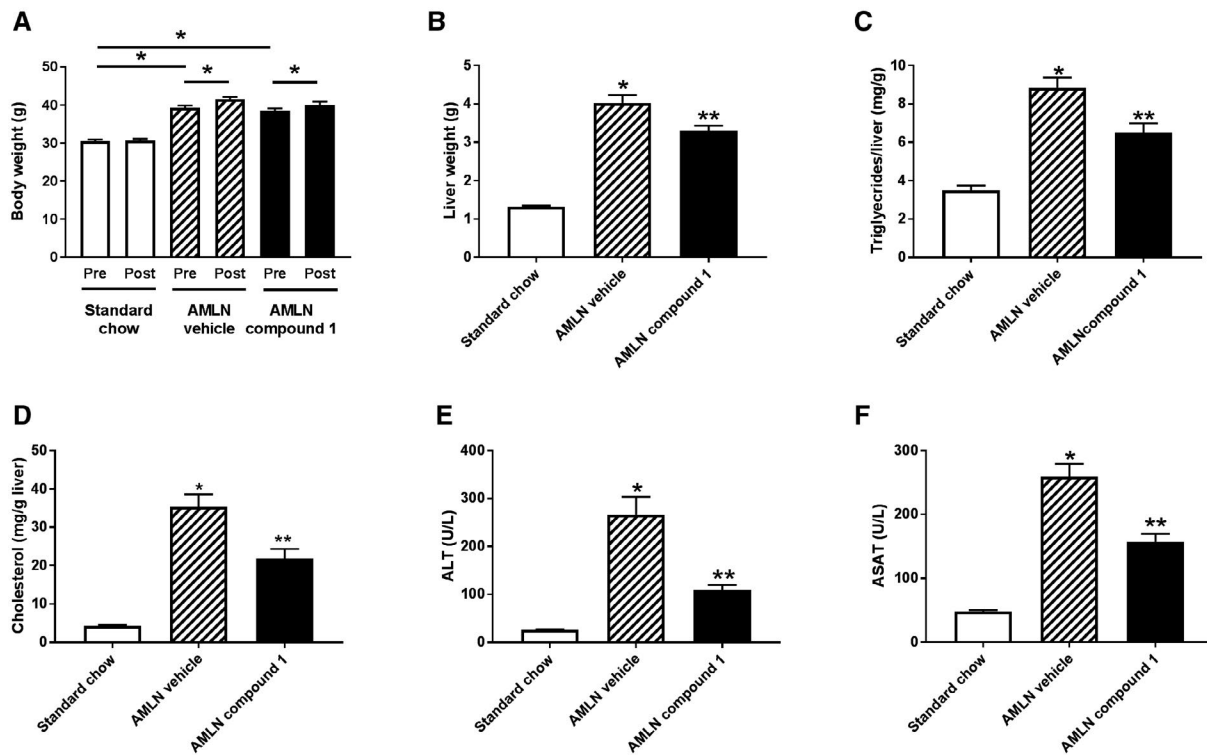 A
*
*
*
*
Body weight (g)
50
40
30
20
10
0
Pre
Post
Pre
Post
Pre
Post
Standard
chow
AMLN
vehicle
AMLN
compound 1
B
Liver weight (g)
5
4
3
2
1
0
*
**
Standard chow
AMLN vehicle
AMLN compound 1
C
Triglyecrides/liver (mg/g)
10
8
6
4
2
0
*
**
Standard chow
AMLN vehicle
AMLNcompound 1
D
Cholesterol (mg/g liver)
50
40
30
20
10
0
*
**
Standard chow
AMLN vehicle
AMLN compound 1
E
ALT (U/L)
400
300
200
100
0
*
**
Standard chow
AMLN vehicle
AMLN compound 1
F
ASAT (U/L)
300
200
100
0
*
**
Standard chow
AMLN vehicle
AMLN compound 1